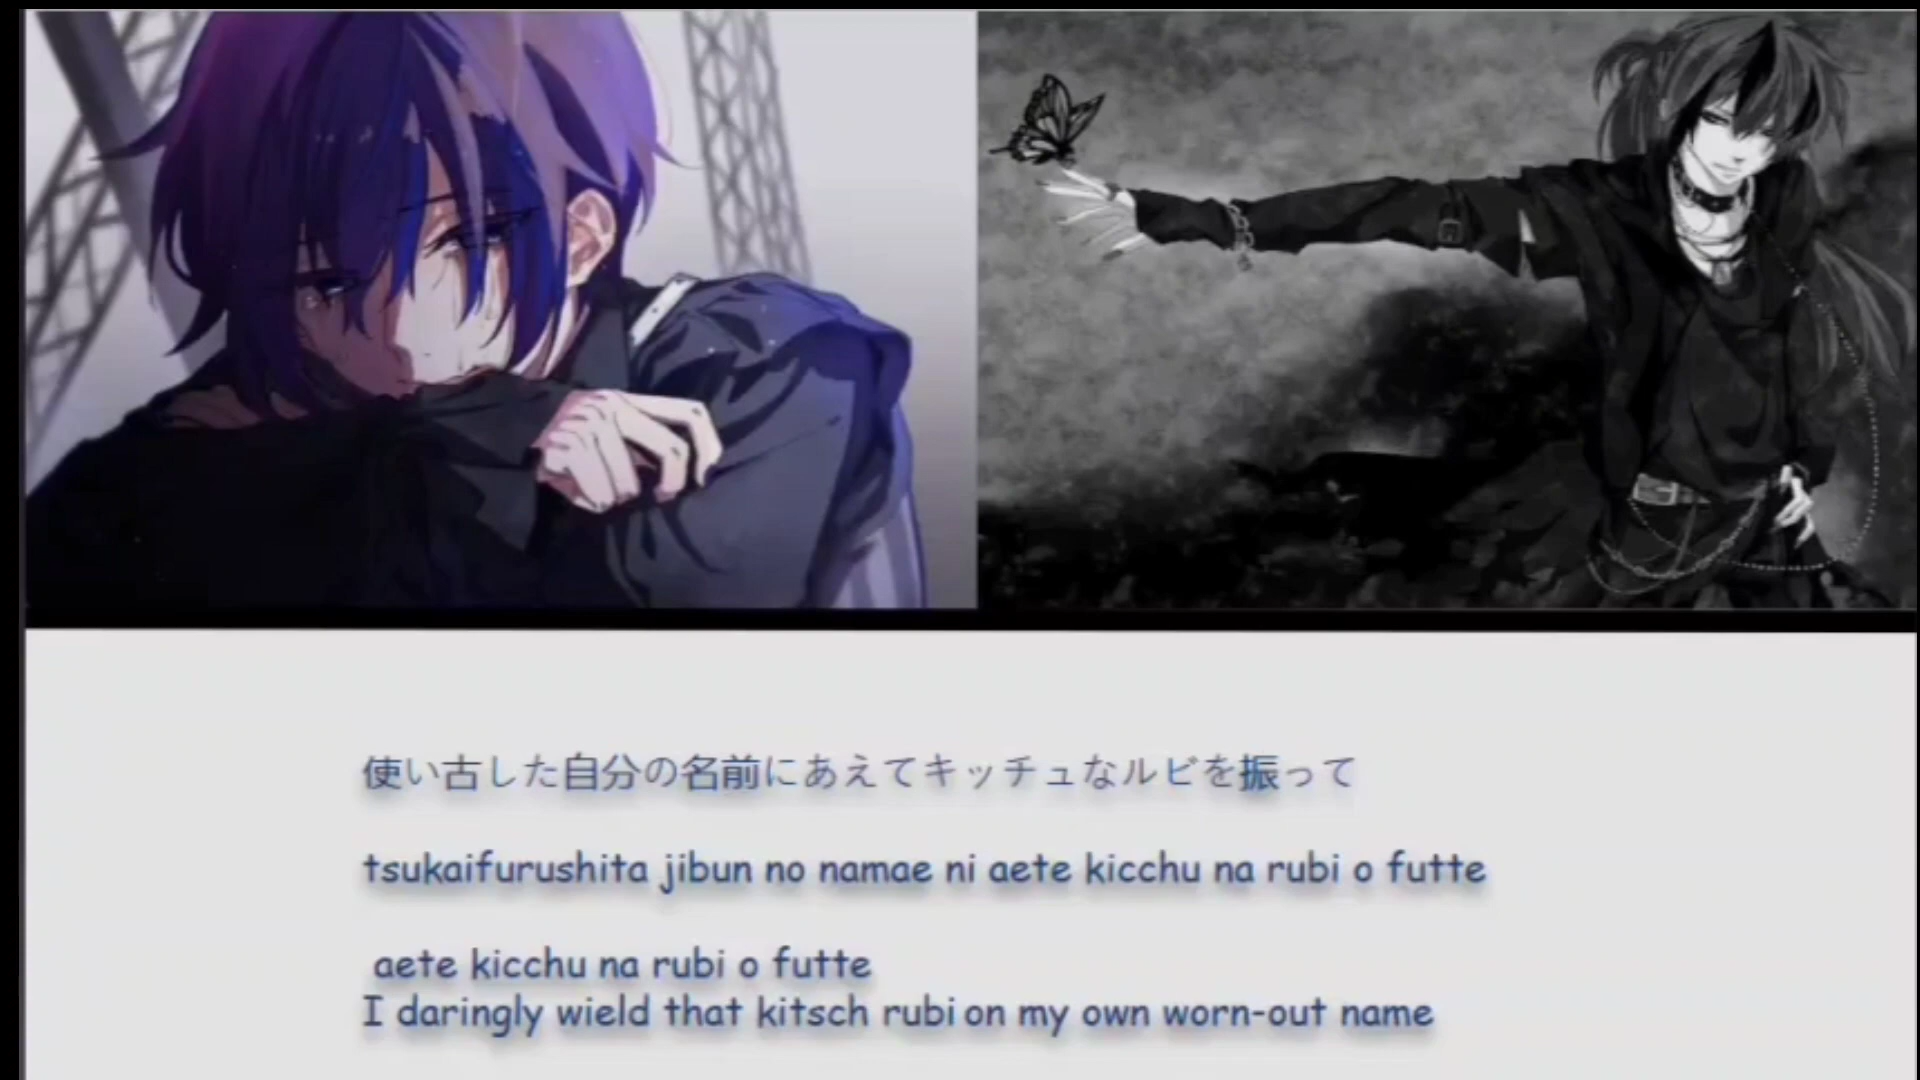 使い古した自分の名前にあえてキッチュなルビを振って
tsukaifurushita jibun no namae ni aete kicchu na rubi o futte
aete kicchu na rubi o futte
I daringly wield that kitsch rubi on my own worn-out name